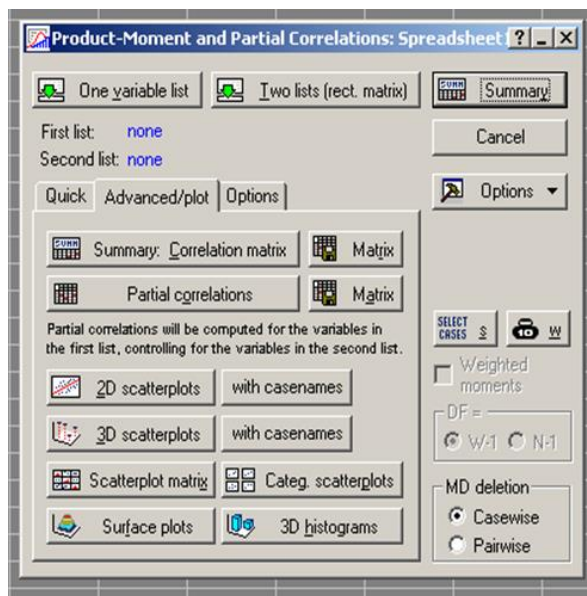 Product-Moment and Partial Correlations: Spreadsheet
One variable list
Two lists (rect. matrix)
Summary
First list: none
Second list: none
Cancel
Quick
Advanced/plot
Options
Options
Summary: Correlation matrix
Matrix
Partial correlations
Matrix
Partial correlations will be computed for the variables in
the first list, controlling for the variables in the second list.
SELECT
CASES S
W
2D scatterplots
with casenames
Weighted
moments
3D scatterplots
with casenames
DF =
W-1
N-1
Scatterplot matrix
Categ. scatterplots
MD deletion
Surface plots
3D histograms
Casewise
Pairwise